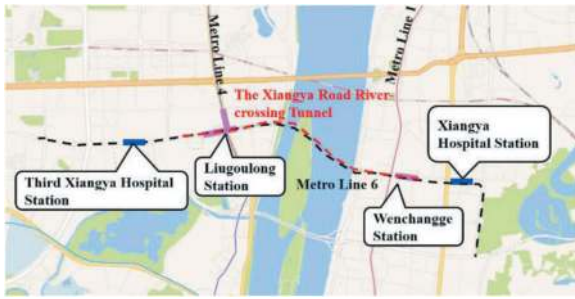 Metro Line 4
Metro Line 1
The Xiangya Road River-
crossing Tunnel
Xiangya
Hospital Station
Liugoulong
Station
Third Xiangya Hospital
Station
Metro Line 6
Wenchangge
Station